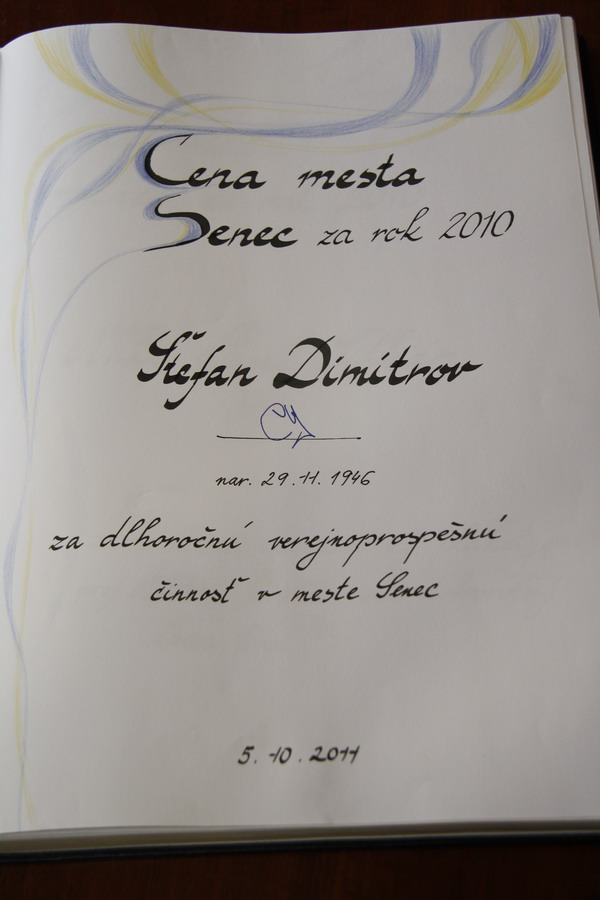 Cena mesta
Senec za rok 2010
Štefan Dimitrov
nar. 29.11.1946
za dlhoročnú verejnoprospešnú
činnosť v meste Senec
5.10.2011